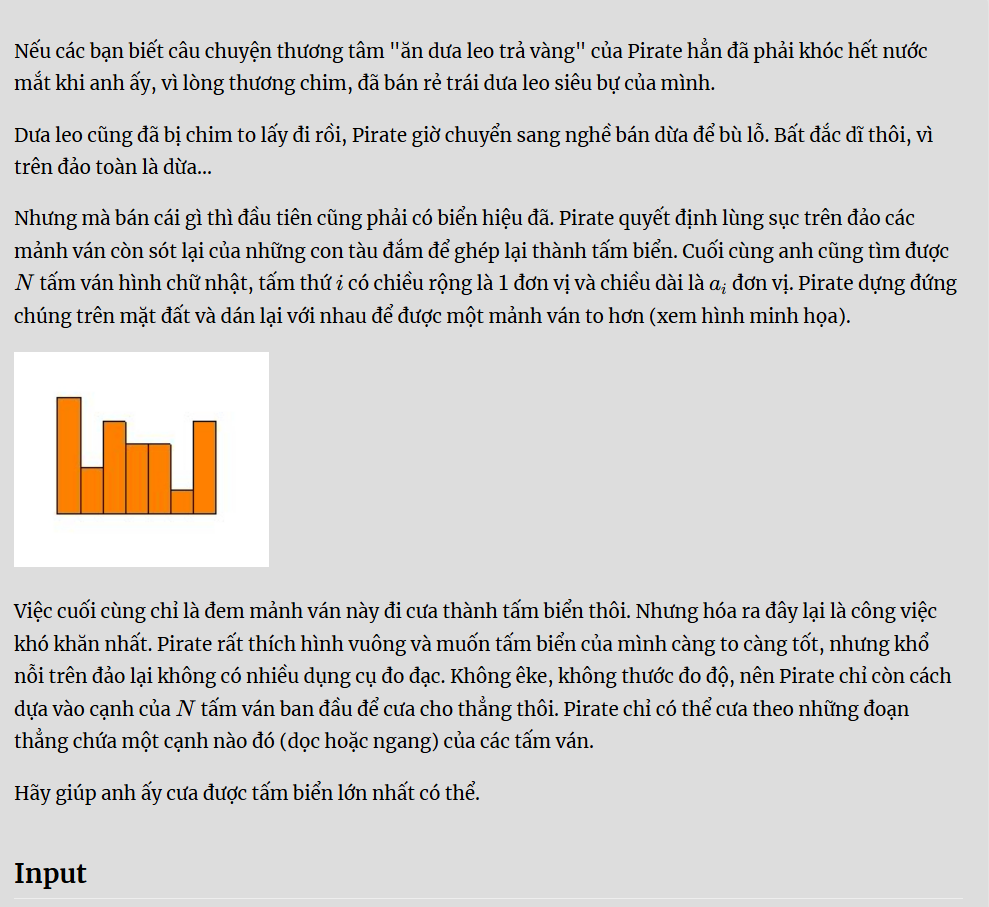 Nếu các bạn biết câu chuyện thương tâm "ăn dưa leo trả vàng" của Pirate hẳn đã phải khóc hết nước
mắt khi anh ấy, vì lòng thương chim, đã bán rẻ trái dưa leo siêu bự của mình.
Dưa leo cũng đã bị chim to lấy đi rồi, Pirate giờ chuyển sang nghề bán dừa để bù lỗ. Bất đắc dĩ thôi, vì
trên đảo toàn là dừa...
Nhưng mà bán cái gì thì đầu tiên cũng phải có biển hiệu đã. Pirate quyết định lùng sục trên đảo các
mảnh ván còn sót lại của những con tàu đắm để ghép lại thành tấm biển. Cuối cùng anh cũng tìm được
N tấm ván hình chữ nhật, tấm thứ i có chiều rộng là 1 đơn vị và chiều dài là aᵢ đơn vị. Pirate dựng đứng
chúng trên mặt đất và dán lại với nhau để được một mảnh ván to hơn (xem hình minh họa).
Việc cuối cùng chỉ là đem mảnh ván này đi cưa thành tấm biển thôi. Nhưng hóa ra đây lại là công việc
khó khăn nhất. Pirate rất thích hình vuông và muốn tấm biển của mình càng to càng tốt, nhưng khổ
nỗi trên đảo lại không có nhiều dụng cụ đo đạc. Không êke, không thước đo độ, nên Pirate chỉ còn cách
dựa vào cạnh của N tấm ván ban đầu để cưa cho thẳng thôi. Pirate chỉ có thể cưa theo những đoạn
thẳng chứa một cạnh nào đó (dọc hoặc ngang) của các tấm ván.
Hãy giúp anh ấy cưa được tấm biển lớn nhất có thể.
Input